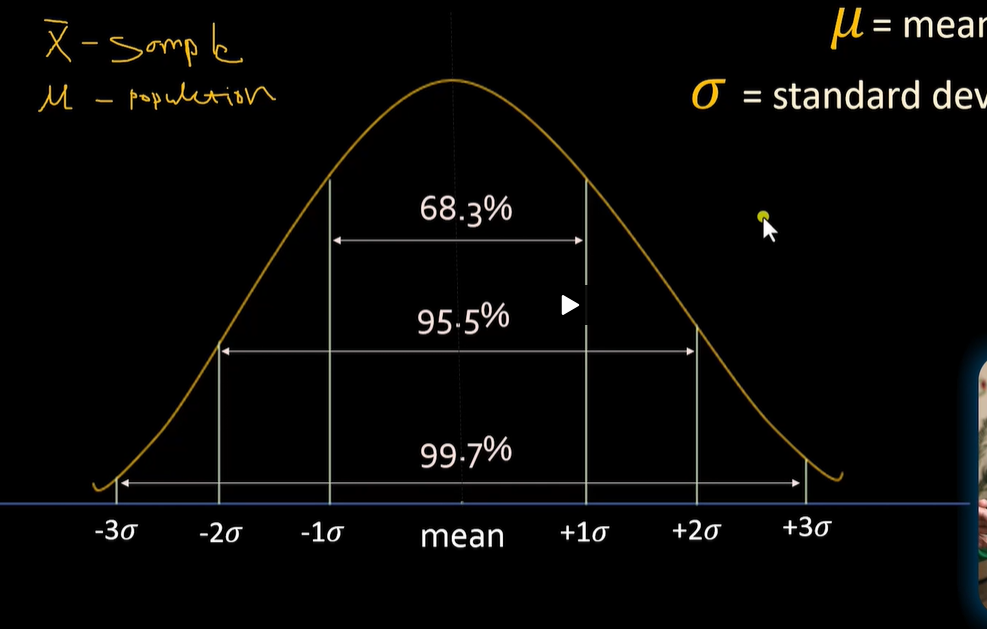 X̄ - Sample
μ - population
μ = mean
σ = standard dev
68.3%
95.5%
99.7%
-3σ -2σ -1σ mean +1σ +2σ +3σ